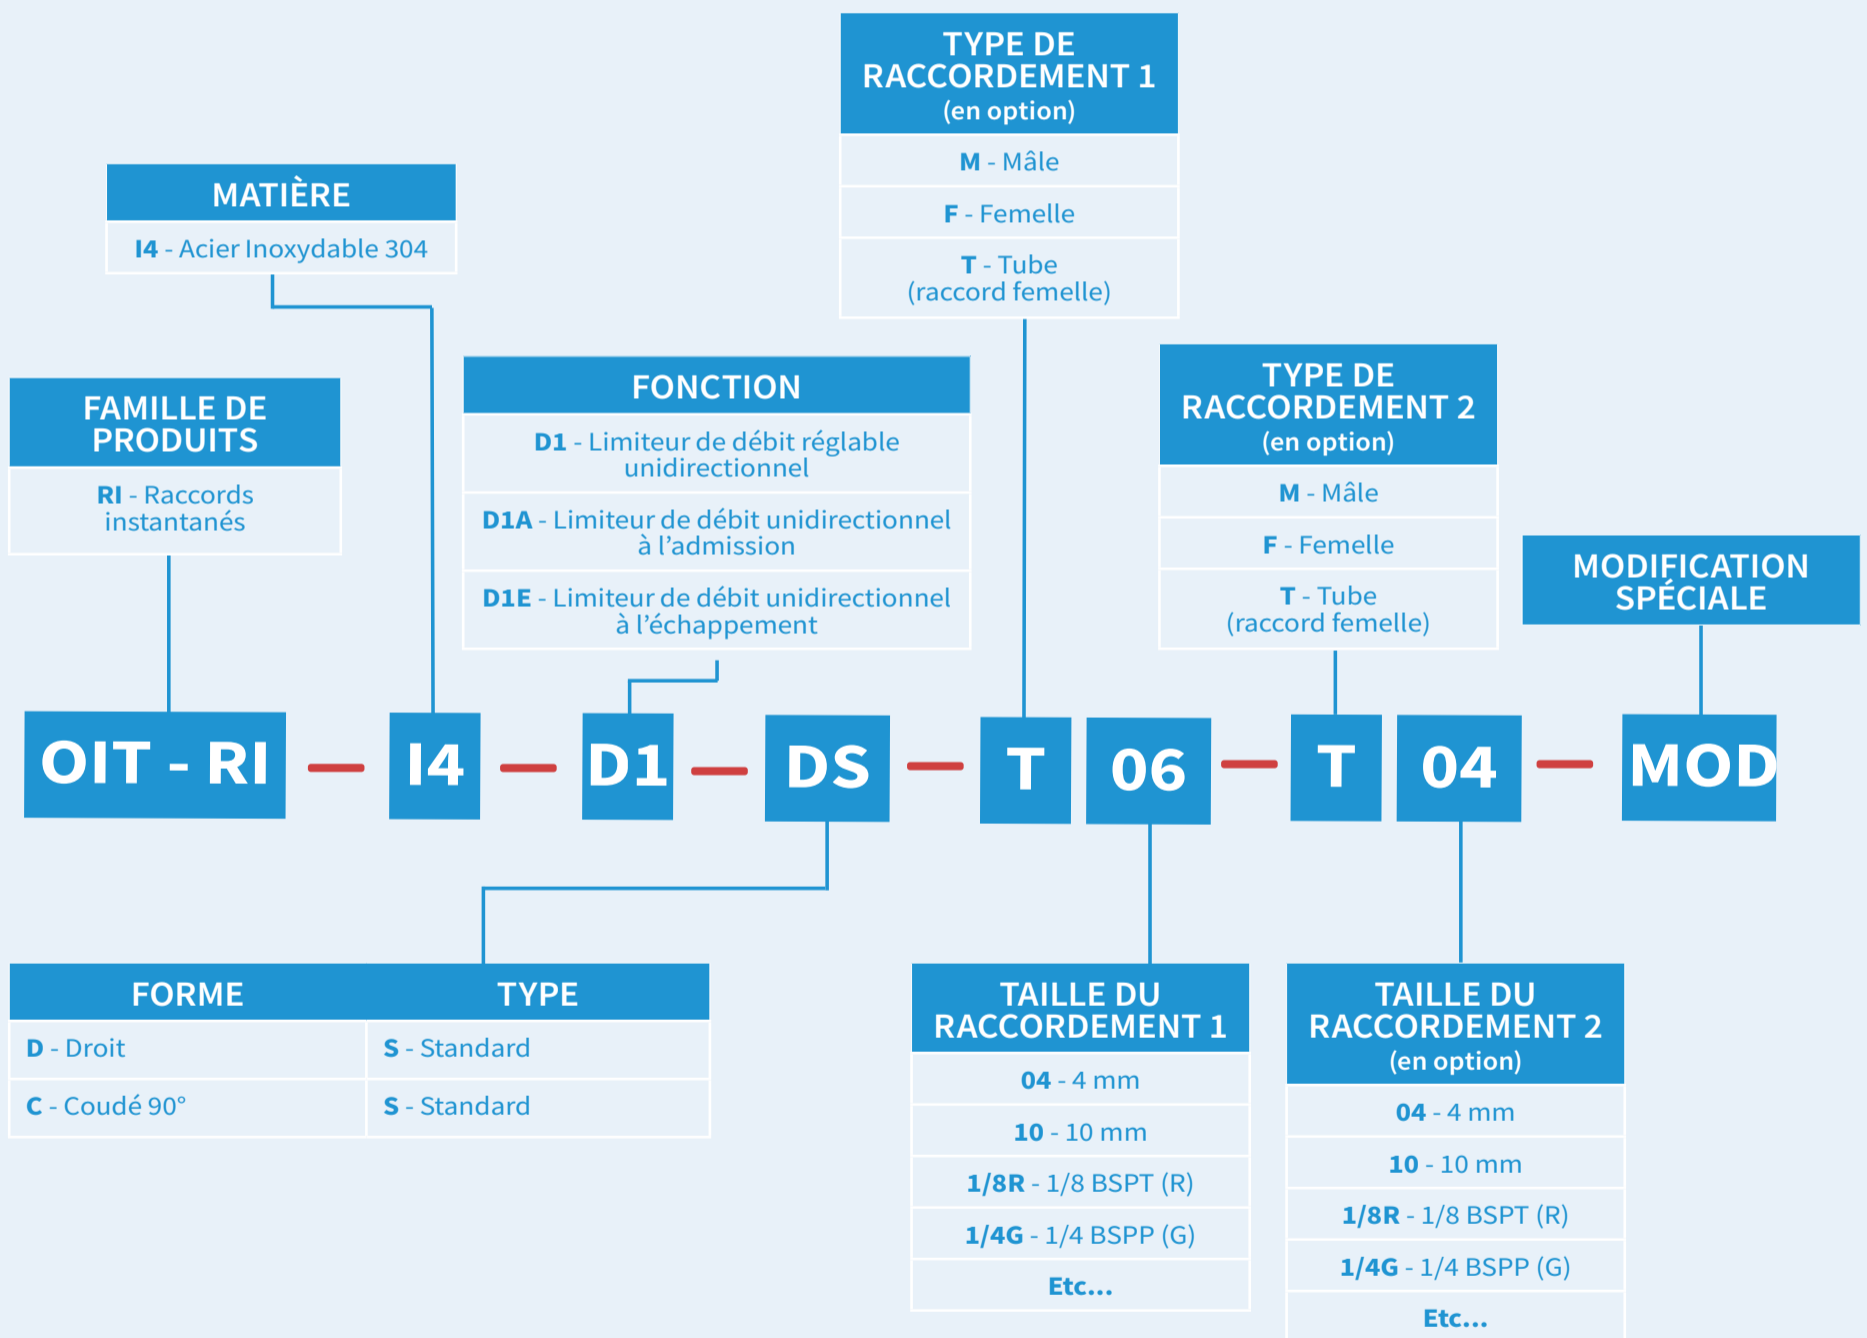 TYPE DE
RACCORDEMENT 1
(en option)
M - Mâle
F - Femelle
T - Tube
(raccord femelle)
MATIÈRE
I4 - Acier Inoxydable 304
FAMILLE DE
PRODUITS
RI - Raccords
instantanés
FONCTION
D1 - Limiteur de débit réglable
unidirectionnel
D1A - Limiteur de débit unidirectionnel
à l’admission
D1E - Limiteur de débit unidirectionnel
à l’échappement
TYPE DE
RACCORDEMENT 2
(en option)
M - Mâle
F - Femelle
T - Tube
(raccord femelle)
MODIFICATION
SPÉCIALE
OIT - RI — I4 — D1 — DS — T 06 — T 04 — MOD
FORME TYPE
D - Droit S - Standard
C - Coudé 90° S - Standard
TAILLE DU
RACCORDEMENT 1
04 - 4 mm
10 - 10 mm
1/8R - 1/8 BSPT (R)
1/4G - 1/4 BSPP (G)
Etc...
TAILLE DU
RACCORDEMENT 2
(en option)
04 - 4 mm
10 - 10 mm
1/8R - 1/8 BSPT (R)
1/4G - 1/4 BSPP (G)
Etc...